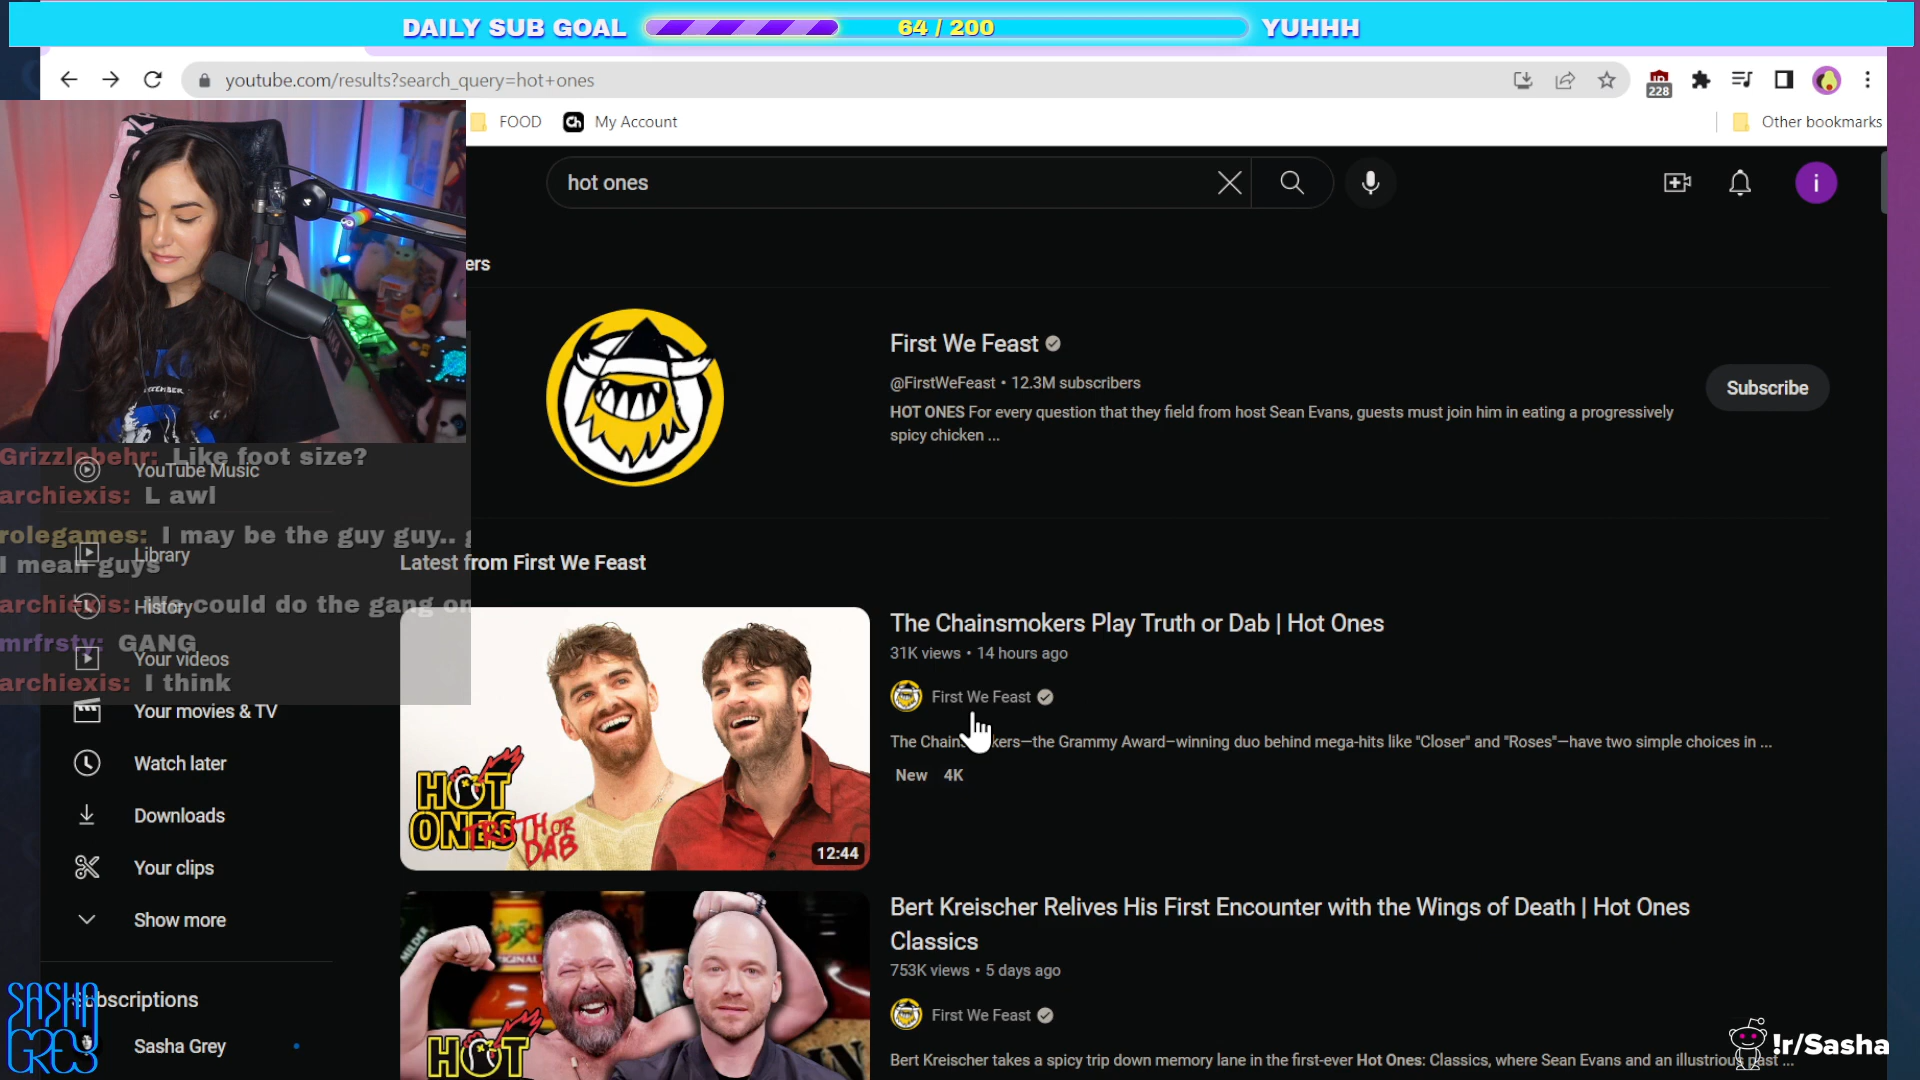 DAILY SUB GOAL 64 / 200 YUHHH
youtube.com/results?search_query=hot+ones
228
FOOD My Account Other bookmarks
hot ones
i
ers
First We Feast
@FirstWeFeast • 12.3M subscribers
HOT ONES For every question that they field from host Sean Evans, guests must join him in eating a progressively
spicy chicken ...
Subscribe
Grizzlebehr: Like foot size?
YouTube Music
archiexis: L awl
rolegames: I may be the guy guy..
I mean guys
Library
archiexis: We could do the gang on
History
mrfrsty: GANG
Your videos
archiexis: I think
Your movies & TV
Watch later
Downloads
Your clips
Show more
Subscriptions
Sasha Grey
SASHA
GREY
Latest from First We Feast
HOT
ONES
TRUTH OR
DAB
12:44
The Chainsmokers Play Truth or Dab | Hot Ones
31K views • 14 hours ago
First We Feast
The Chainsmokers—the Grammy Award–winning duo behind mega-hits like "Closer" and "Roses"—have two simple choices in ...
New 4K
MILDER
ORIGINAL
HOT
Bert Kreischer Relives His First Encounter with the Wings of Death | Hot Ones
Classics
753K views • 5 days ago
First We Feast
Bert Kreischer takes a spicy trip down memory lane in the first-ever Hot Ones: Classics, where Sean Evans and an illustrious past ...
!r/Sasha